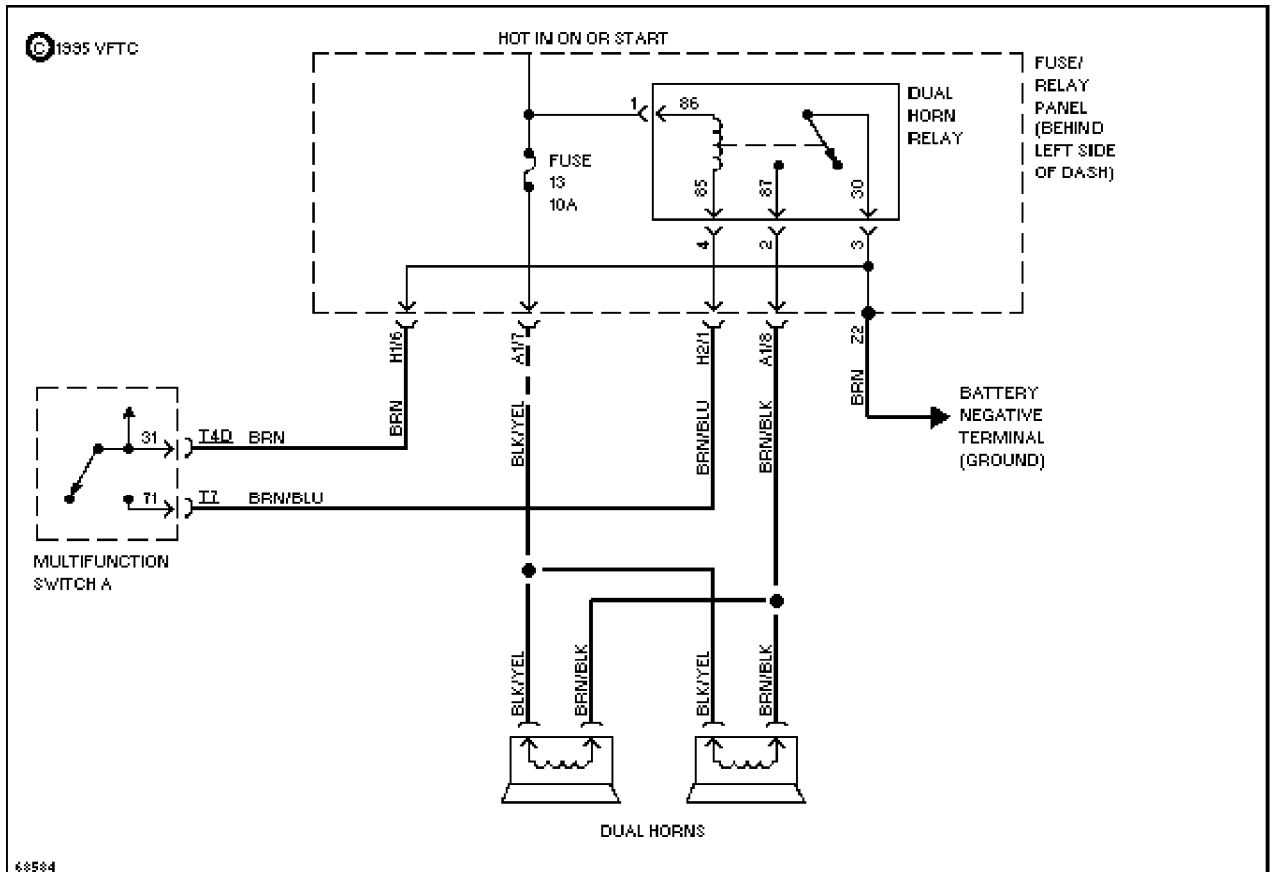 © 1995 VFTC
HOT IN ON OR START
FUSE/
RELAY
PANEL
(BEHIND
LEFT SIDE
OF DASH)
DUAL
HORN
RELAY
1
86
FUSE
13
10A
85
87
30
4
2
3
H1/6
A1/7
H2/1
A1/8
Z2
BRN
BLK/YEL
BRN/BLU
BRN/BLK
BRN
BATTERY
NEGATIVE
TERMINAL
(GROUND)
31
T4D
BRN
71
T7
BRN/BLU
MULTIFUNCTION
SWITCH A
BLK/YEL
BRN/BLK
BLK/YEL
BRN/BLK
DUAL HORNS
68584